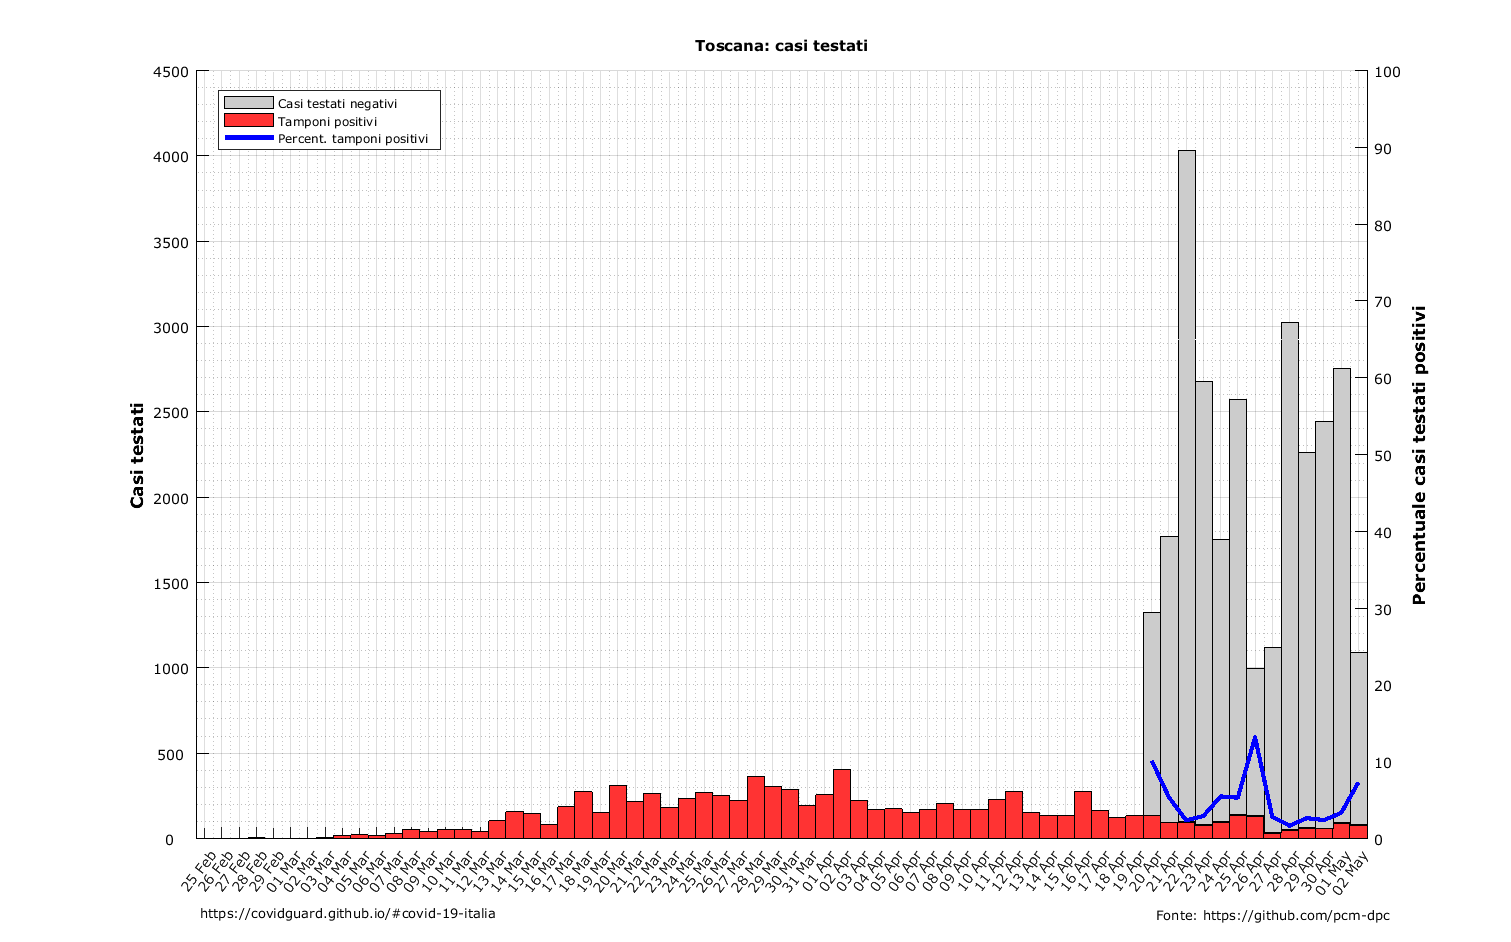 Toscana: casi testati
4500
4000
3500
3000
2500
2000
1500
1000
500
0
Casi testati
Casi testati negativi
Tamponi positivi
Percent. tamponi positivi
100
90
80
70
60
50
40
30
20
10
0
Percentuale casi testati positivi
25 Feb
26 Feb
27 Feb
28 Feb
29 Feb
01 Mar
02 Mar
03 Mar
04 Mar
05 Mar
06 Mar
07 Mar
08 Mar
09 Mar
10 Mar
11 Mar
12 Mar
13 Mar
14 Mar
15 Mar
16 Mar
17 Mar
18 Mar
19 Mar
20 Mar
21 Mar
22 Mar
23 Mar
24 Mar
25 Mar
26 Mar
27 Mar
28 Mar
29 Mar
30 Mar
31 Mar
01 Apr
02 Apr
03 Apr
04 Apr
05 Apr
06 Apr
07 Apr
08 Apr
09 Apr
10 Apr
11 Apr
12 Apr
13 Apr
14 Apr
15 Apr
16 Apr
17 Apr
18 Apr
19 Apr
20 Apr
21 Apr
22 Apr
23 Apr
24 Apr
25 Apr
26 Apr
27 Apr
28 Apr
29 Apr
30 Apr
01 May
02 May
https://covidguard.github.io/#covid-19-italia
Fonte: https://github.com/pcm-dpc